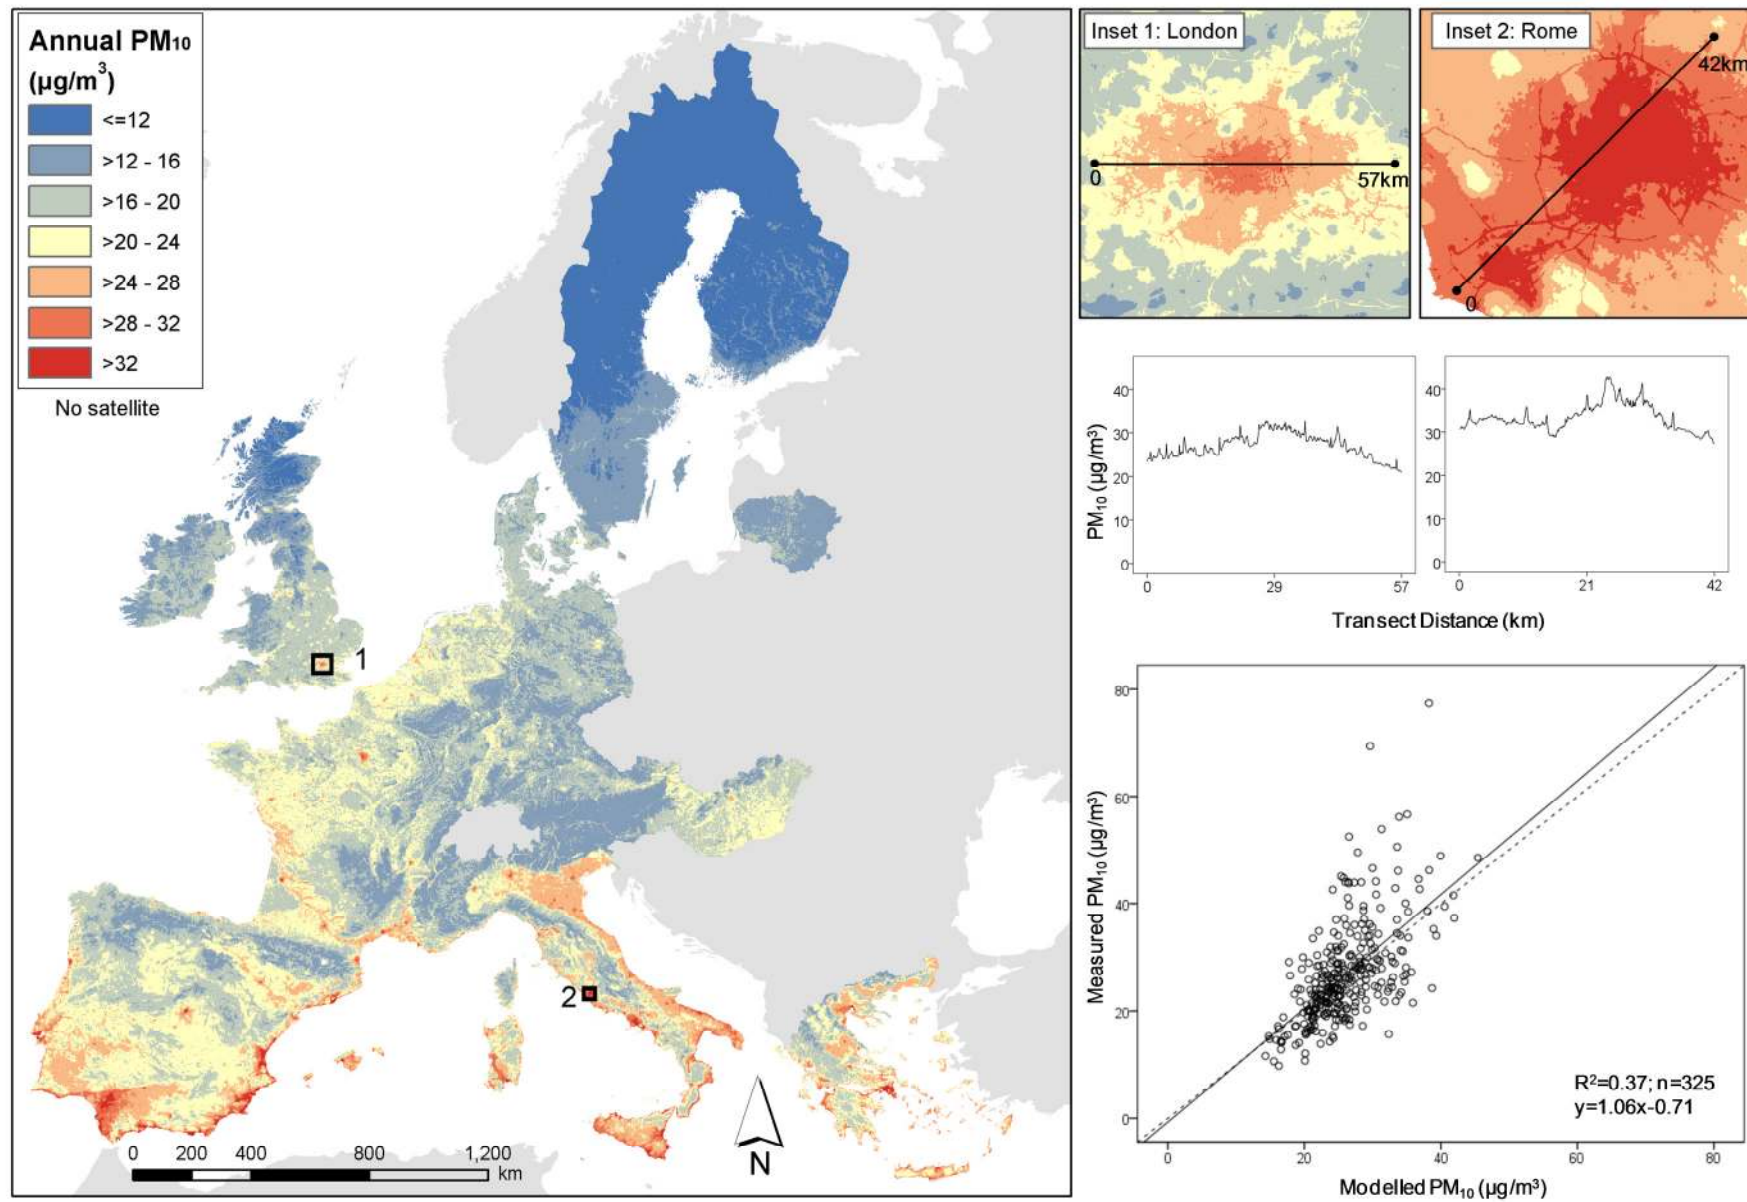 Annual PM₁₀
(µg/m³)
<=12
>12 - 16
>16 - 20
>20 - 24
>24 - 28
>28 - 32
>32
No satellite
1
2
0 200 400 800 1,200
km
N
Inset 1: London
0
57km
Inset 2: Rome
42km
0
PM₁₀ (µg/m³)
40
30
20
10
0
0 29 57
40
30
20
10
0
0 21 42
Transect Distance (km)
Measured PM₁₀ (µg/m³)
80
60
40
20
0
R²=0.37; n=325
y=1.06x-0.71
0 20 40 60 80
Modelled PM₁₀ (µg/m³)